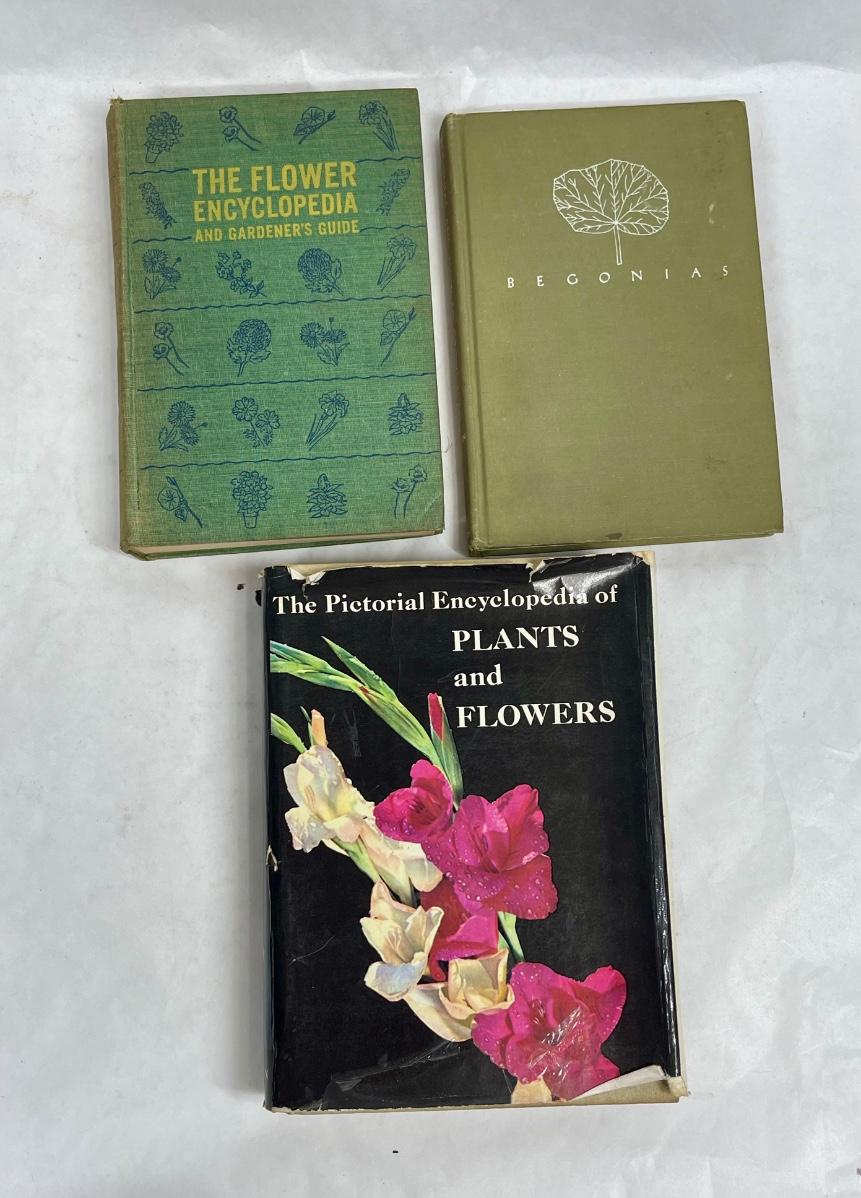 THE FLOWER
ENCYCLOPEDIA
AND GARDENER'S GUIDE
BEGONIAS
The Pictorial Encyclopedia of
PLANTS
and
FLOWERS